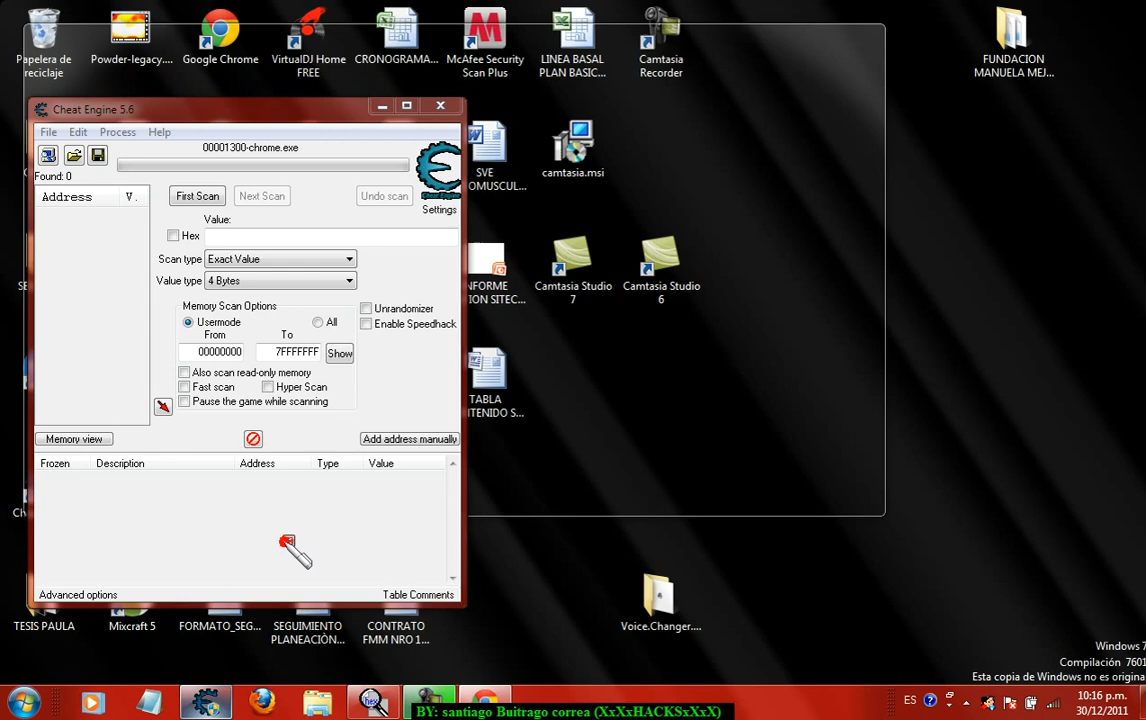 Papelera de
reciclaje
Powder-legacy....
Google Chrome
VirtualDJ Home
FREE
CRONOGRAMA...
McAfee Security
Scan Plus
LINEA BASAL
PLAN BASIC...
Camtasia
Recorder
FUNDACION
MANUELA MEJ...
Cheat Engine 5.6
File Edit Process Help
00001300-chrome.exe
Found: 0
Address V.
First Scan Next Scan Undo scan
Cheat Engine
Settings
Value:
Hex
Scan type Exact Value
Value type 4 Bytes
Memory Scan Options
Usermode All
From To
00000000 7FFFFFFF Show
Also scan read-only memory
Fast scan Hyper Scan
Pause the game while scanning
Unrandomizer
Enable Speedhack
Memory view Add address manually
Frozen Description Address Type Value
Advanced options Table Comments
SVE
OMUSCUL...
camtasia.msi
NFORME
ION SITEC...
Camtasia Studio
7
Camtasia Studio
6
TABLA
NTENIDO S...
TESIS PAULA
Mixcraft 5
FORMATO_SEG...
SEGUIMIENTO
PLANEACIÒN...
CONTRATO
FMM NRO 1...
Voice.Changer....
Windows 7
Compilación 7601
Esta copia de Windows no es origina
hex
BY: santiago Buitrago correa (XxXxHACKSxXxX)
ES
10:16 p.m.
30/12/2011